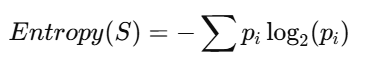 Entropy(S) = − ∑ pᵢ log₂(pᵢ)